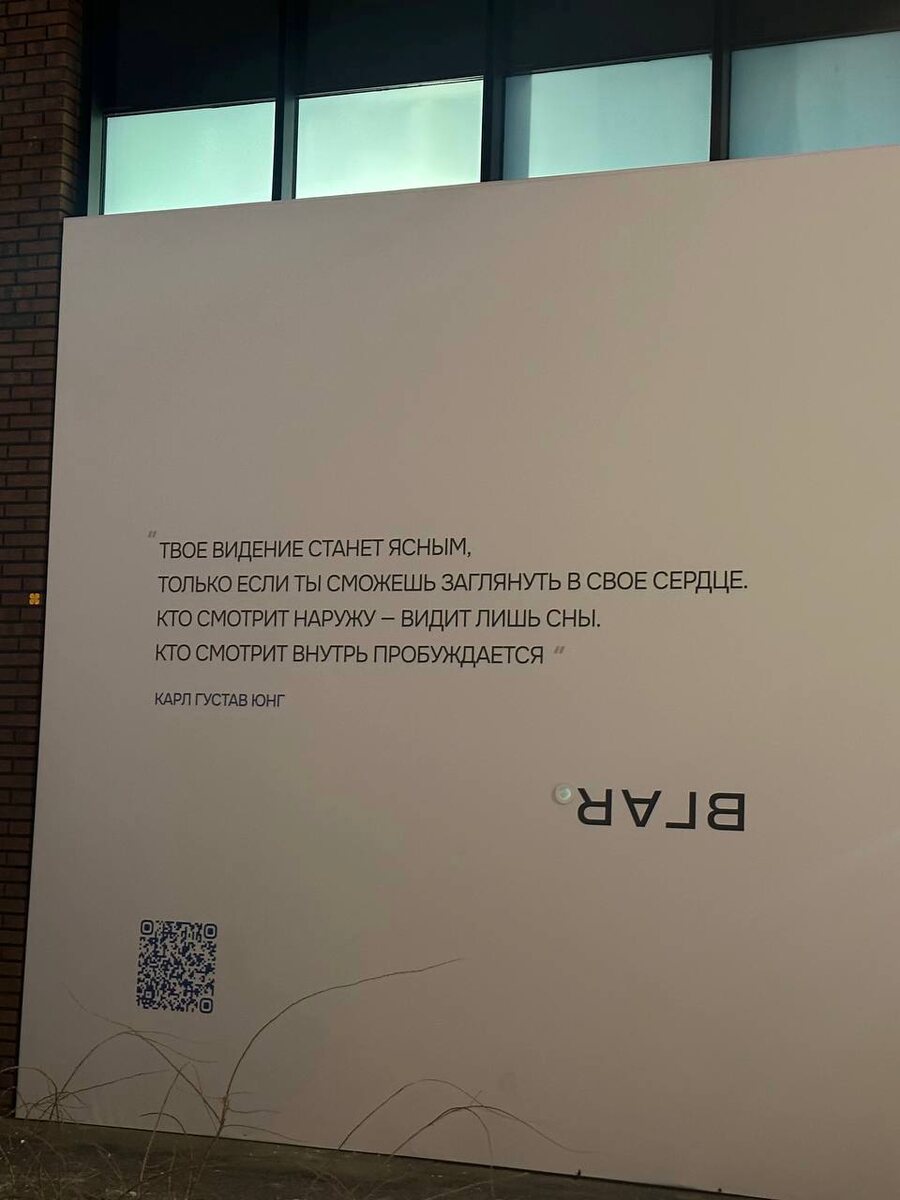 "ТВОЕ ВИДЕНИЕ СТАНЕТ ЯСНЫМ,
ТОЛЬКО ЕСЛИ ТЫ СМОЖЕШЬ ЗАГЛЯНУТЬ В СВОЕ СЕРДЦЕ.
КТО СМОТРИТ НАРУЖУ – ВИДИТ ЛИШЬ СНЫ.
КТО СМОТРИТ ВНУТРЬ ПРОБУЖДАЕТСЯ"
КАРЛ ГУСТАВ ЮНГ